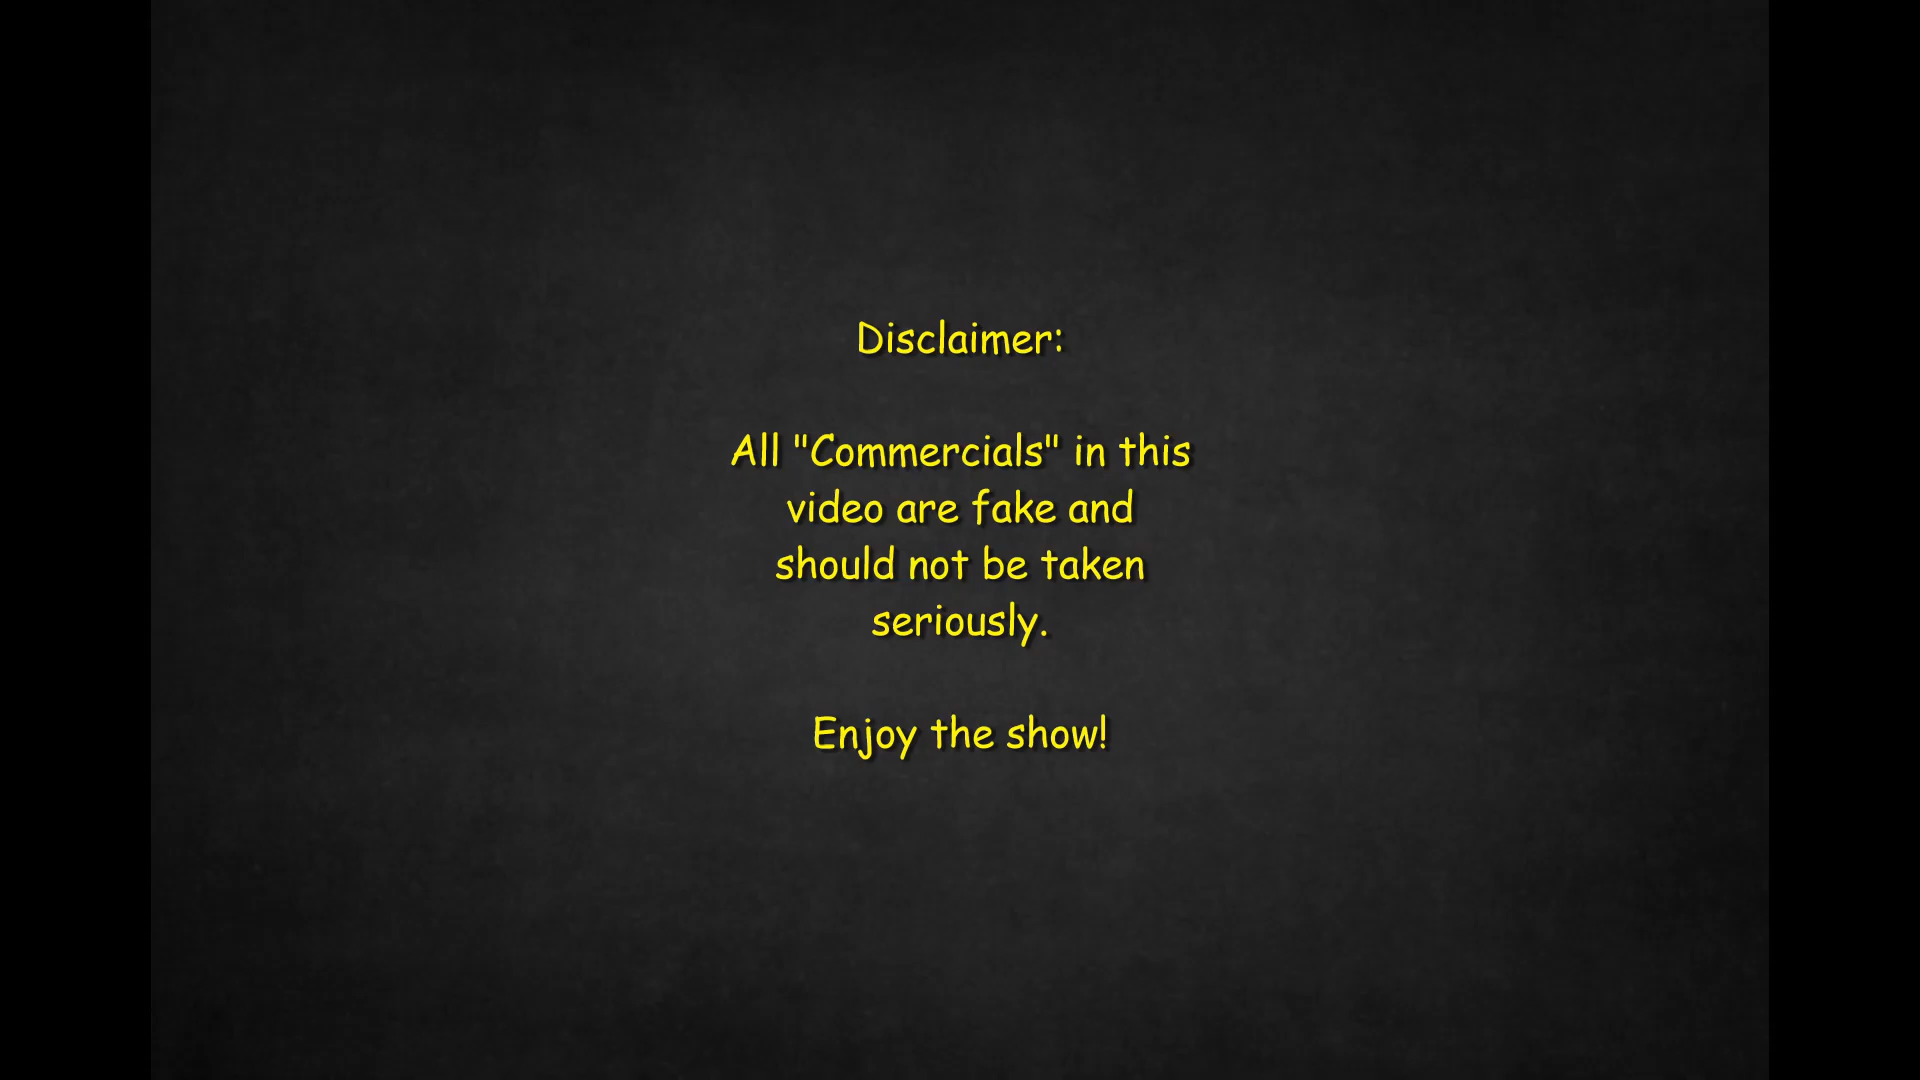 Disclaimer:
All "Commercials" in this
video are fake and
should not be taken
seriously.
Enjoy the show!